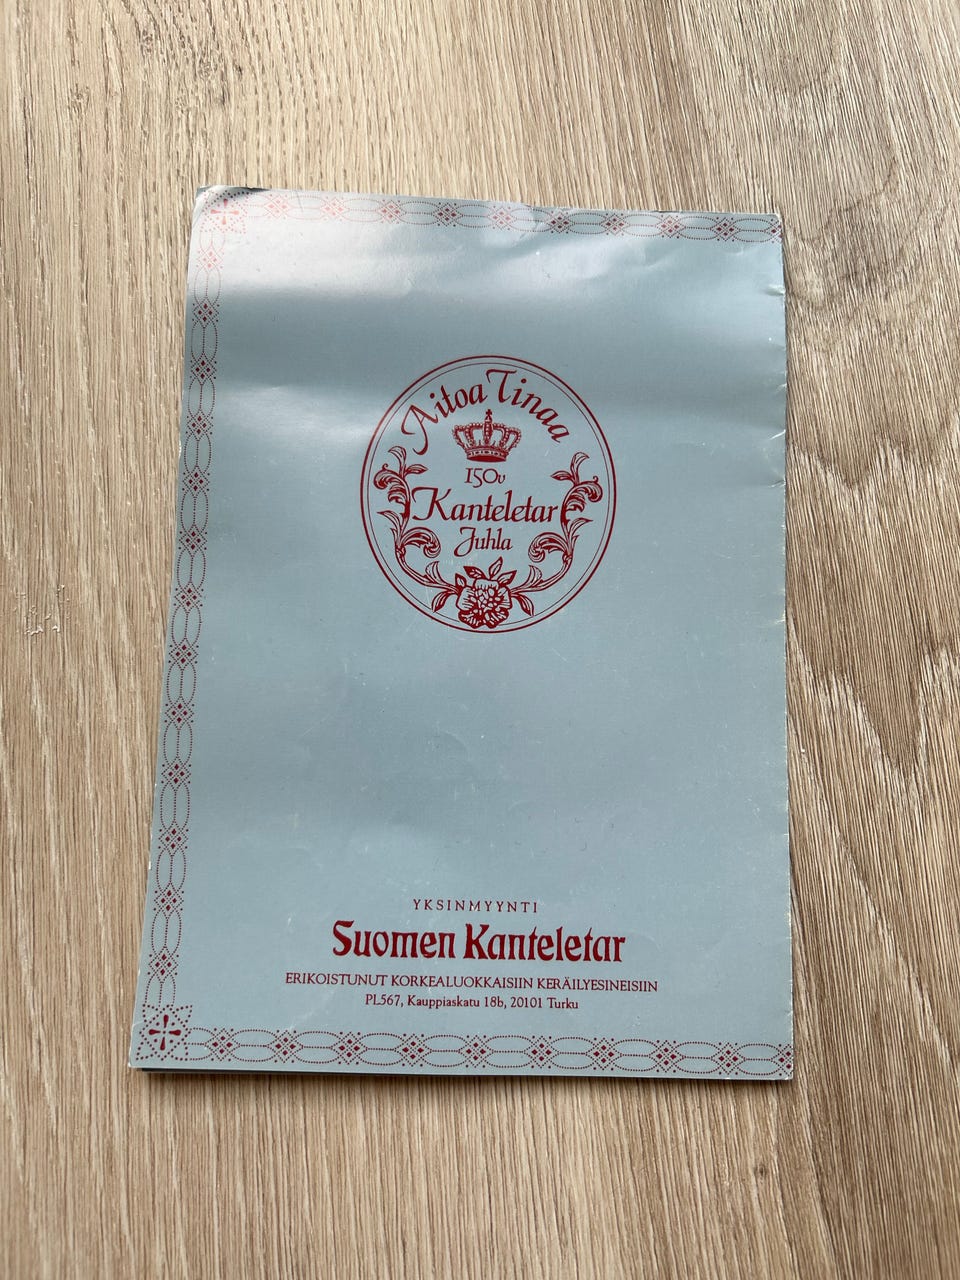 Aitoa Tinaa
150v
Kanteletar
Juhla
YKSINMYYNTI
Suomen Kanteletar
ERIKOISTUNUT KORKEALUOKKAISIIN KERÄILYESINEISIIN
PL567, Kauppiaskatu 18b, 20101 Turku